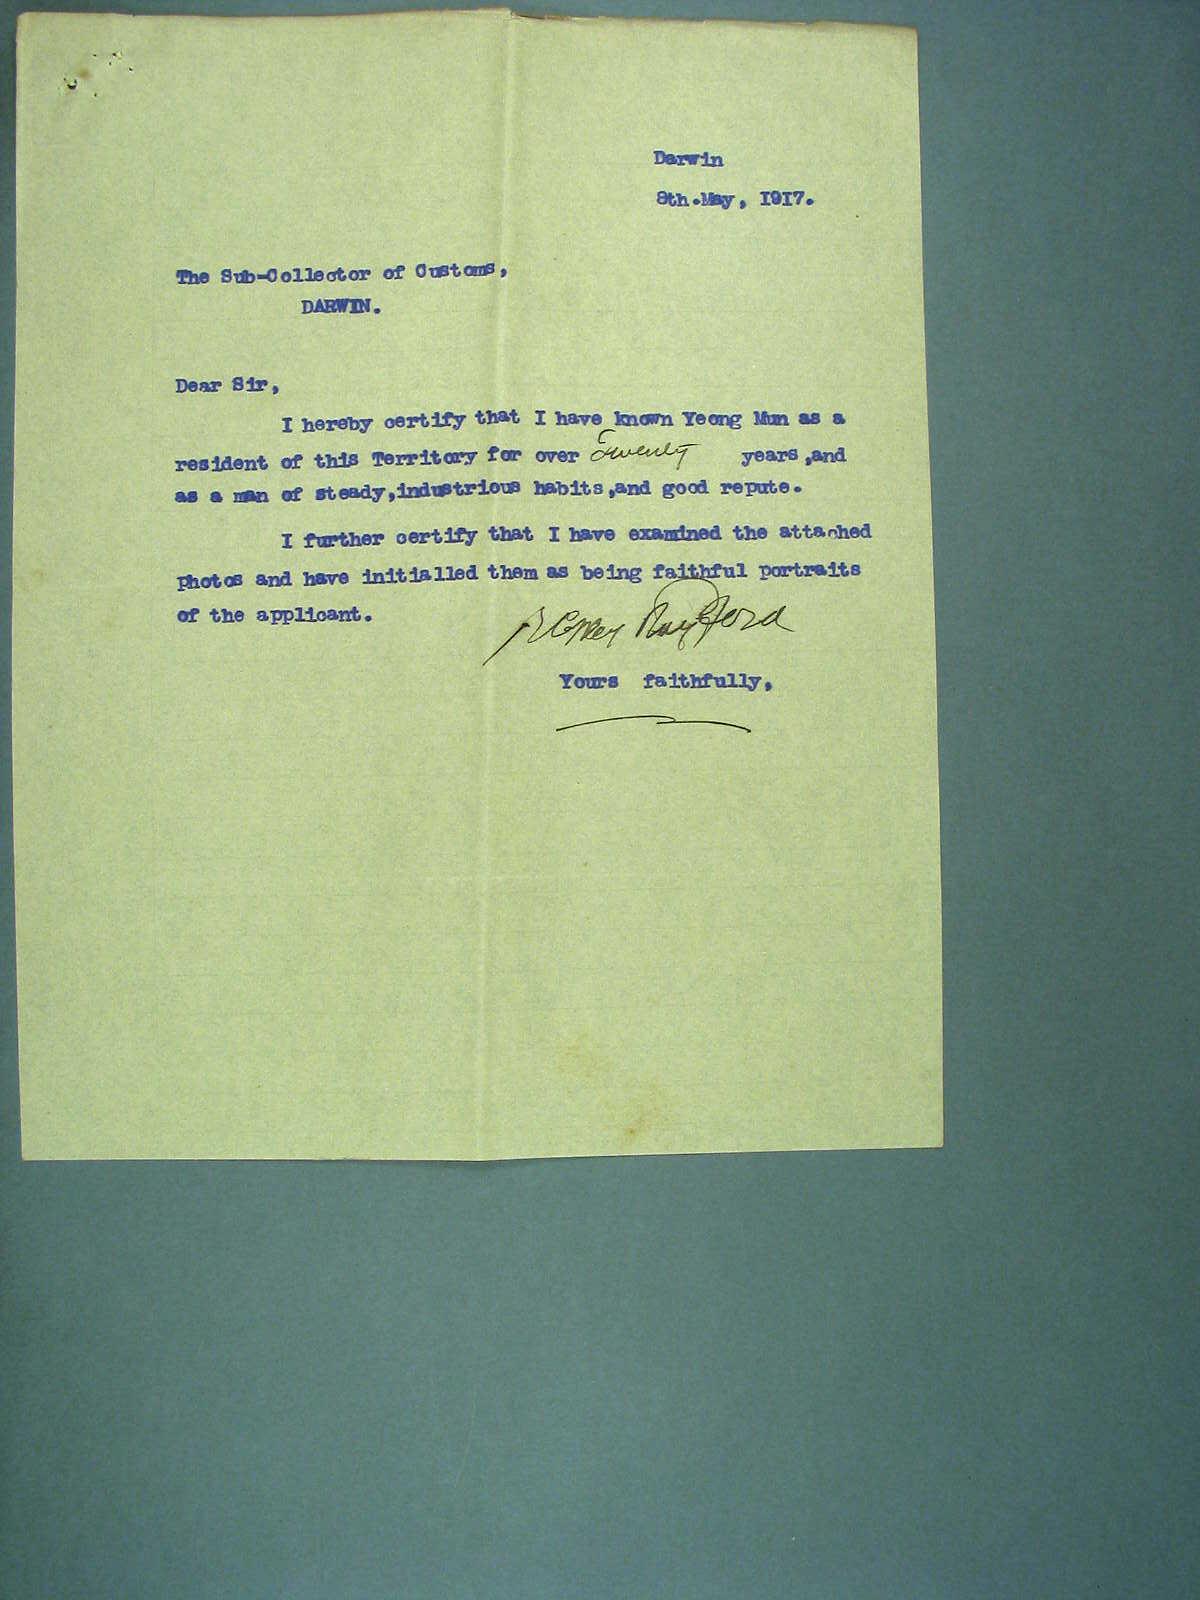 Darwin
8th.May, 1917.
The Sub-Collector of Customs,
DARWIN.
Dear Sir,
I hereby certify that I have known Yeong Mun as a
resident of this Territory for over Twenty years,and
as a man of steady,industrious habits,and good repute.
I further certify that I have examined the attached
photos and have initialled them as being faithful portraits
of the applicant.
Yours faithfully,